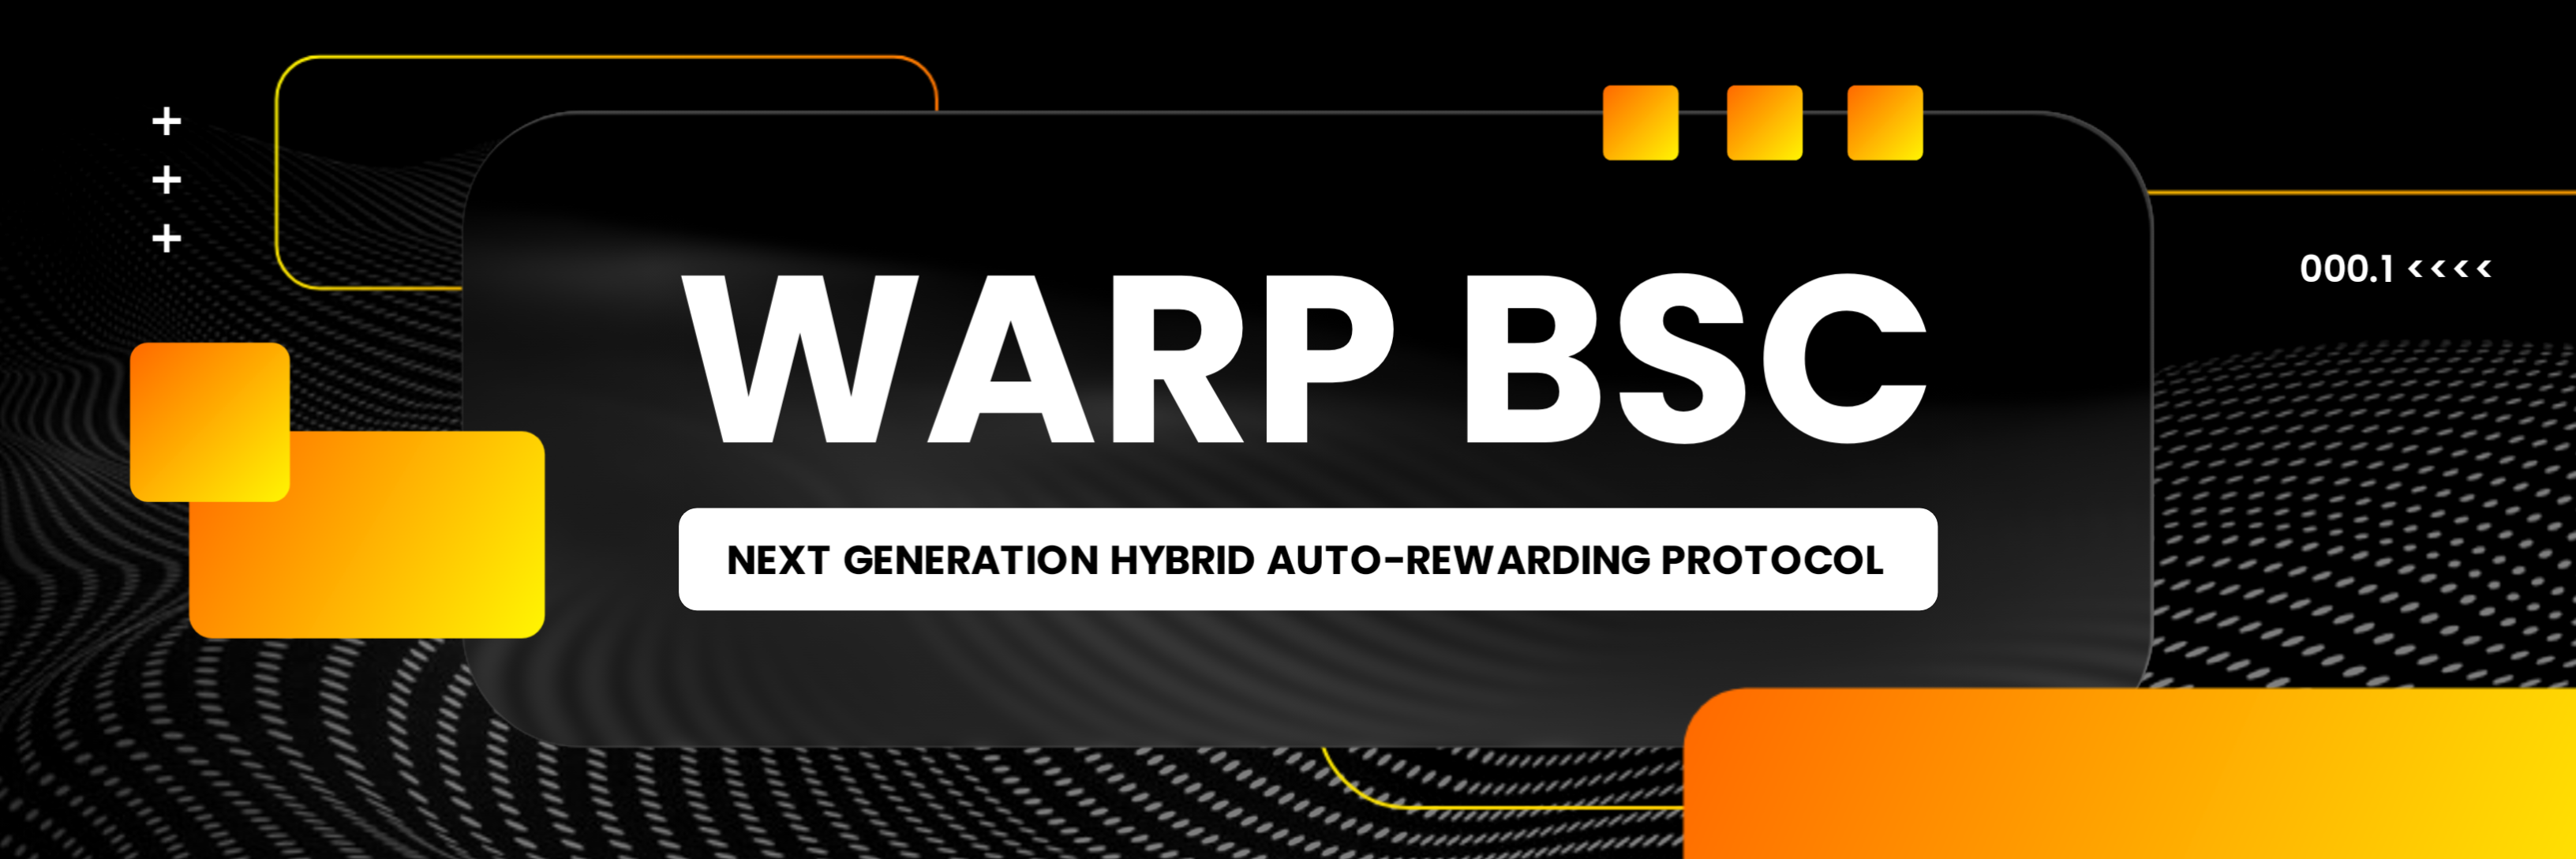 +
+
+
000.1 <<<<
WARP BSC
NEXT GENERATION HYBRID AUTO-REWARDING PROTOCOL